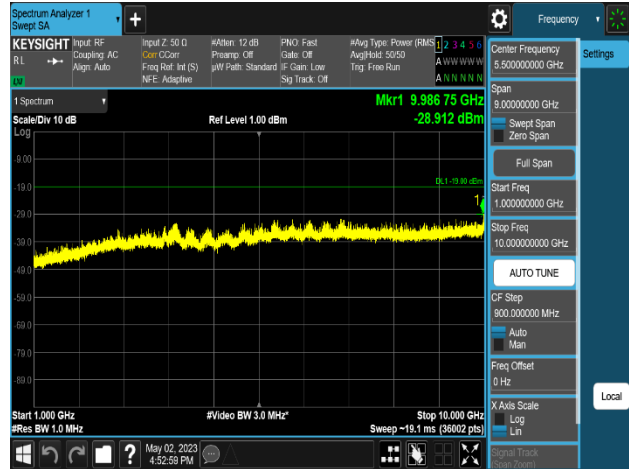 Spectrum Analyzer 1
Swept SA
Frequency
KEYSIGHT
R L
Input: RF
Coupling: AC
Align: Auto
Input Z: 50 Ω
Corr CCorr
Freq Ref: Int (S)
NFE: Adaptive
#Atten: 12 dB
Preamp: Off
µW Path: Standard
PNO: Fast
Gate: Off
IF Gain: Low
Sig Track: Off
#Avg Type: Power (RMS
Avg|Hold: 50/50
Trig: Free Run
1 2 3 4 5 6
A W W W W W
A N N N N N
1 Spectrum
Scale/Div 10 dB
Ref Level 1.00 dBm
Mkr1 9.986 75 GHz
-28.912 dBm
Log
-9.00
-19.0
-29.0
-39.0
-49.0
-59.0
-69.0
-79.0
-89.0
DL1 -19.00 dBm
1
Start 1.000 GHz
#Res BW 1.0 MHz
#Video BW 3.0 MHz*
Stop 10.000 GHz
Sweep ~19.1 ms (36002 pts)
Center Frequency
5.500000000 GHz
Span
9.00000000 GHz
Swept Span
Zero Span
Full Span
Start Freq
1.000000000 GHz
Stop Freq
10.000000000 GHz
AUTO TUNE
CF Step
900.000000 MHz
Auto
Man
Freq Offset
0 Hz
X Axis Scale
Log
Lin
Signal Track
(Span Zoom)
Settings
Local
May 02, 2023
4:52:59 PM